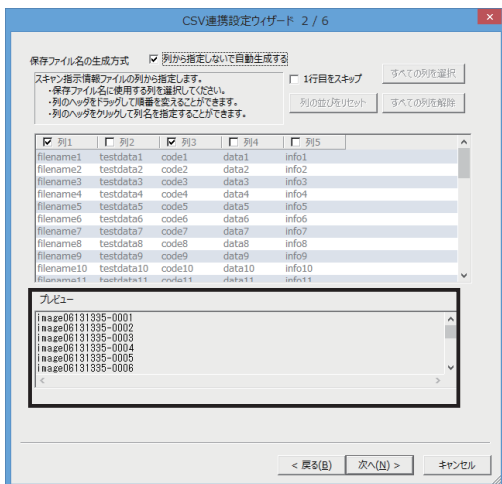 CSV連携設定ウィザード 2 / 6
×
保存ファイル名の生成方式
列から指定しないで自動生成する
スキャン指示情報ファイルの列から指定します。
・保存ファイル名に使用する列を選択してください。
・列のヘッダをドラッグして順番を変えることができます。
・列のヘッダをクリックして列名を指定することができます。
1行目をスキップ
すべての列を選択
列の並びをリセット
すべての列を解除
列1 列2 列3 列4 列5
filename1 testdata1 code1 data1 info1
filename2 testdata2 code2 data2 info2
filename3 testdata3 code3 data3 info3
filename4 testdata4 code4 data4 info4
filename5 testdata5 code5 data5 info5
filename6 testdata6 code6 data6 info6
filename7 testdata7 code7 data7 info7
filename8 testdata8 code8 data8 info8
filename9 testdata9 code9 data9 info9
filename10 testdata10 code10 data10 info10
filename11 testdata11 code11 data11 info11
プレビュー
image06131335-0001
image06131335-0002
image06131335-0003
image06131335-0004
image06131335-0005
image06131335-0006
< 戻る(B)
次へ(N) >
キャンセル